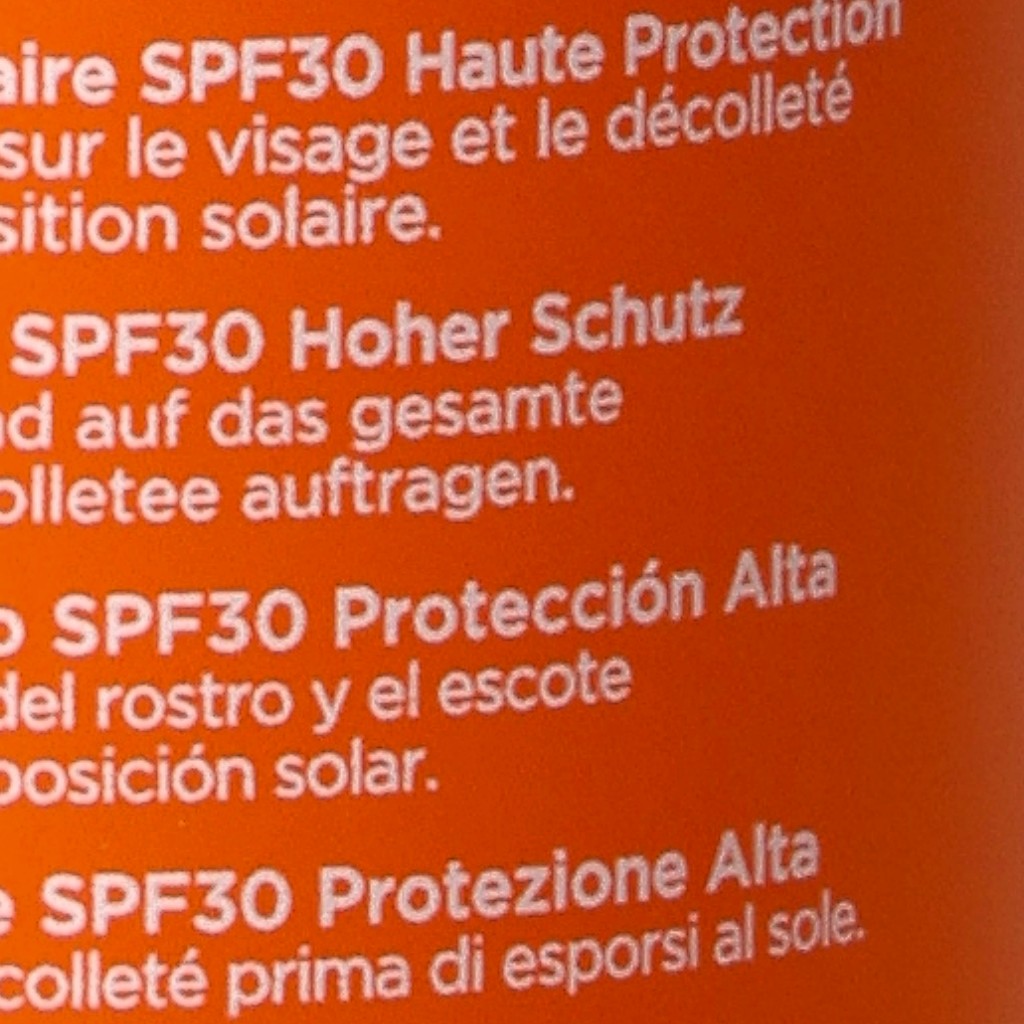 aire SPF30 Haute Protection
sur le visage et le décolleté
sition solaire.
SPF30 Hoher Schutz
nd auf das gesamte
olletee auftragen.
o SPF30 Protección Alta
del rostro y el escote
posición solar.
e SPF30 Protezione Alta
colleté prima di esporsi al sole.